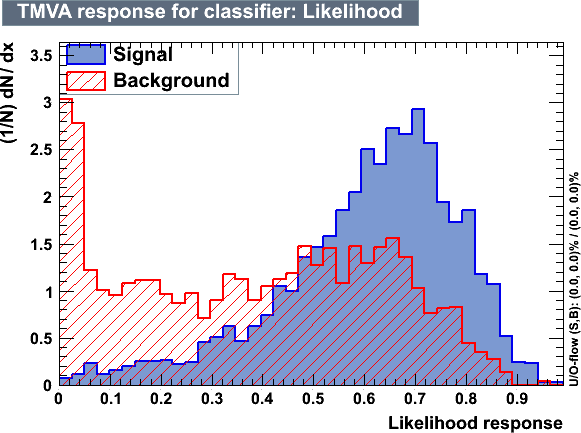 TMVA response for classifier: Likelihood
(1/N) dN / dx
3.5
3
2.5
2
1.5
1
0.5
0
Signal
Background
0 0.1 0.2 0.3 0.4 0.5 0.6 0.7 0.8 0.9
Likelihood response
U/O-flow (S,B): (0.0, 0.0)% / (0.0, 0.0)%